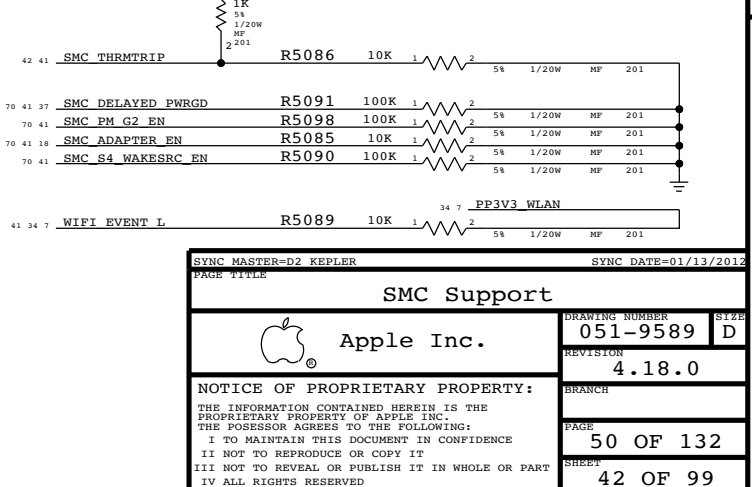 1K
5%
1/20W
MF
201
2
42 41 SMC_THRMTRIP R5086 10K 1 2 5% 1/20W MF 201
70 41 37 SMC_DELAYED_PWRGD R5091 100K 1 2 5% 1/20W MF 201
70 41 SMC_PM_G2_EN R5098 100K 1 2 5% 1/20W MF 201
70 41 18 SMC_ADAPTER_EN R5085 10K 1 2 5% 1/20W MF 201
70 41 SMC_S4_WAKESRC_EN R5090 100K 1 2 5% 1/20W MF 201
34 7 PP3V3_WLAN
41 34 7 WIFI_EVENT_L R5089 10K 1 2 5% 1/20W MF 201
SYNC_MASTER=D2_KEPLER SYNC_DATE=01/13/2012
PAGE TITLE
SMC Support
Apple Inc.
®
DRAWING NUMBER
051-9589
SIZE
D
REVISION
4.18.0
NOTICE OF PROPRIETARY PROPERTY:
THE INFORMATION CONTAINED HEREIN IS THE
PROPRIETARY PROPERTY OF APPLE INC.
THE POSESSOR AGREES TO THE FOLLOWING:
I TO MAINTAIN THIS DOCUMENT IN CONFIDENCE
II NOT TO REPRODUCE OR COPY IT
III NOT TO REVEAL OR PUBLISH IT IN WHOLE OR PART
IV ALL RIGHTS RESERVED
BRANCH
PAGE
50 OF 132
SHEET
42 OF 99